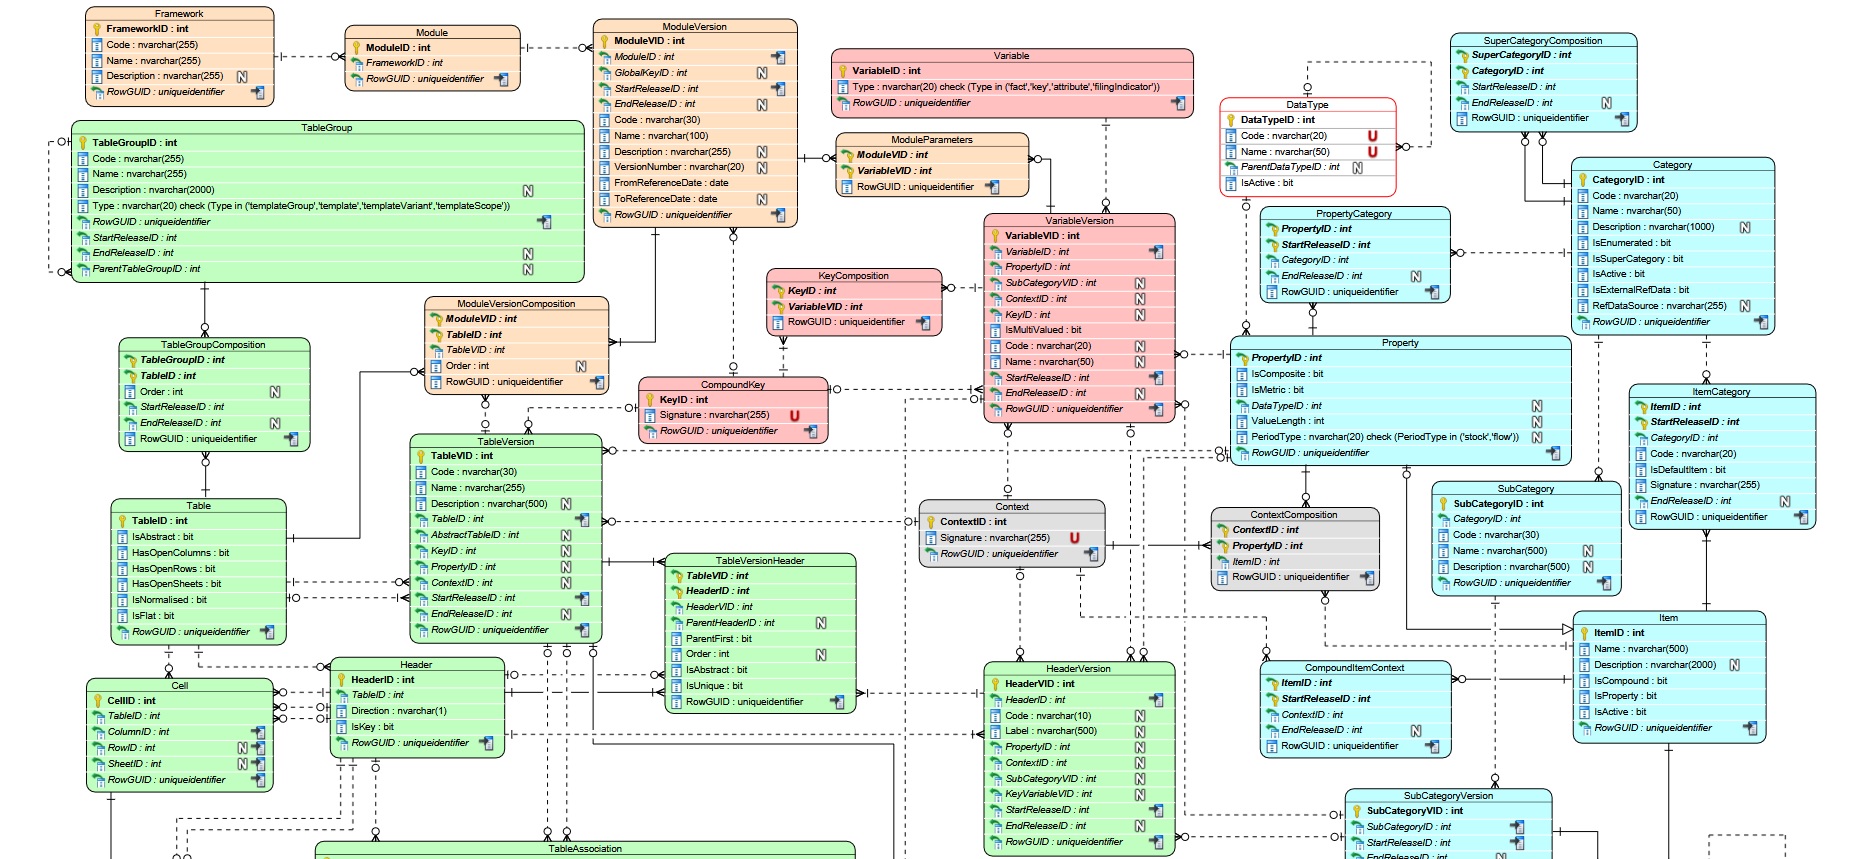 Framework
FrameworkID : int
Code : nvarchar(255)
Name : nvarchar(255)
Description : nvarchar(255) N
RowGUID : uniqueidentifier
Module
ModuleID : int
FrameworkID : int
RowGUID : uniqueidentifier
ModuleVersion
ModuleVID : int
ModuleID : int
GlobalKeyID : int N
StartReleaseID : int
EndReleaseID : int N
Code : nvarchar(30)
Name : nvarchar(100)
Description : nvarchar(255) N
VersionNumber : nvarchar(20) N
FromReferenceDate : date
ToReferenceDate : date N
RowGUID : uniqueidentifier
Variable
VariableID : int
Type : nvarchar(20) check (Type in ('fact','key','attribute','filingIndicator'))
RowGUID : uniqueidentifier
ModuleParameters
ModuleVID : int
VariableVID : int
RowGUID : uniqueidentifier
DataType
DataTypeID : int
Code : nvarchar(20) U
Name : nvarchar(50) U
ParentDataTypeID : int N
IsActive : bit
SuperCategoryComposition
SuperCategoryID : int
CategoryID : int
StartReleaseID : int
EndReleaseID : int N
RowGUID : uniqueidentifier
TableGroup
TableGroupID : int
Code : nvarchar(255)
Name : nvarchar(255)
Description : nvarchar(2000) N
Type : nvarchar(20) check (Type in ('templateGroup','template','templateVariant','templateScope'))
RowGUID : uniqueidentifier
StartReleaseID : int
EndReleaseID : int N
ParentTableGroupID : int N
Category
CategoryID : int
Code : nvarchar(20)
Name : nvarchar(50)
Description : nvarchar(1000) N
IsEnumerated : bit
IsSuperCategory : bit
IsActive : bit
IsExternalRefData : bit
RefDataSource : nvarchar(255) N
RowGUID : uniqueidentifier
PropertyCategory
PropertyID : int
StartReleaseID : int
CategoryID : int
EndReleaseID : int N
RowGUID : uniqueidentifier
VariableVersion
VariableVID : int
VariableID : int
PropertyID : int
SubCategoryVID : int N
ContextID : int N
KeyID : int N
IsMultiValued : bit
Code : nvarchar(20) N
Name : nvarchar(50) N
StartReleaseID : int
EndReleaseID : int N
RowGUID : uniqueidentifier
KeyComposition
KeyID : int
VariableVID : int
RowGUID : uniqueidentifier
ModuleVersionComposition
ModuleVID : int
TableID : int
TableVID : int
Order : int N
RowGUID : uniqueidentifier
TableGroupComposition
TableGroupID : int
TableID : int
Order : int N
StartReleaseID : int
EndReleaseID : int N
RowGUID : uniqueidentifier
CompoundKey
KeyID : int
Signature : nvarchar(255) U
RowGUID : uniqueidentifier
Property
PropertyID : int
IsComposite : bit
IsMetric : bit
DataTypeID : int N
ValueLength : int N
PeriodType : nvarchar(20) check (PeriodType in ('stock','flow')) N
RowGUID : uniqueidentifier
ItemCategory
ItemID : int
StartReleaseID : int
CategoryID : int
Code : nvarchar(20)
IsDefaultItem : bit
Signature : nvarchar(255)
EndReleaseID : int N
RowGUID : uniqueidentifier
TableVersion
TableVID : int
Code : nvarchar(30)
Name : nvarchar(255)
Description : nvarchar(500) N
TableID : int
AbstractTableID : int N
KeyID : int N
PropertyID : int N
ContextID : int N
StartReleaseID : int
EndReleaseID : int N
RowGUID : uniqueidentifier
Table
TableID : int
IsAbstract : bit
HasOpenColumns : bit
HasOpenRows : bit
HasOpenSheets : bit
IsNormalised : bit
IsFlat : bit
RowGUID : uniqueidentifier
Context
ContextID : int
Signature : nvarchar(255) U
RowGUID : uniqueidentifier
ContextComposition
ContextID : int
PropertyID : int
ItemID : int
RowGUID : uniqueidentifier
SubCategory
SubCategoryID : int
CategoryID : int
Code : nvarchar(30)
Name : nvarchar(500) N
Description : nvarchar(500) N
RowGUID : uniqueidentifier
TableVersionHeader
TableVID : int
HeaderID : int
HeaderVID : int
ParentHeaderID : int N
ParentFirst : bit
Order : int N
IsAbstract : bit
IsUnique : bit
RowGUID : uniqueidentifier
Item
ItemID : int
Name : nvarchar(500)
Description : nvarchar(2000) N
IsCompound : bit
IsProperty : bit
IsActive : bit
RowGUID : uniqueidentifier
Header
HeaderID : int
TableID : int
Direction : nvarchar(1)
IsKey : bit
RowGUID : uniqueidentifier
Cell
CellID : int
TableID : int
ColumnID : int
RowID : int N
SheetID : int N
RowGUID : uniqueidentifier
HeaderVersion
HeaderVID : int
HeaderID : int
Code : nvarchar(10) N
Label : nvarchar(500) N
PropertyID : int N
ContextID : int N
SubCategoryVID : int N
KeyVariableVID : int N
StartReleaseID : int
EndReleaseID : int N
RowGUID : uniqueidentifier
CompoundItemContext
ItemID : int
StartReleaseID : int
ContextID : int
EndReleaseID : int N
RowGUID : uniqueidentifier
SubCategoryVersion
SubCategoryVID : int
SubCategoryID : int
StartReleaseID : int
EndReleaseID : int N
TableAssociation